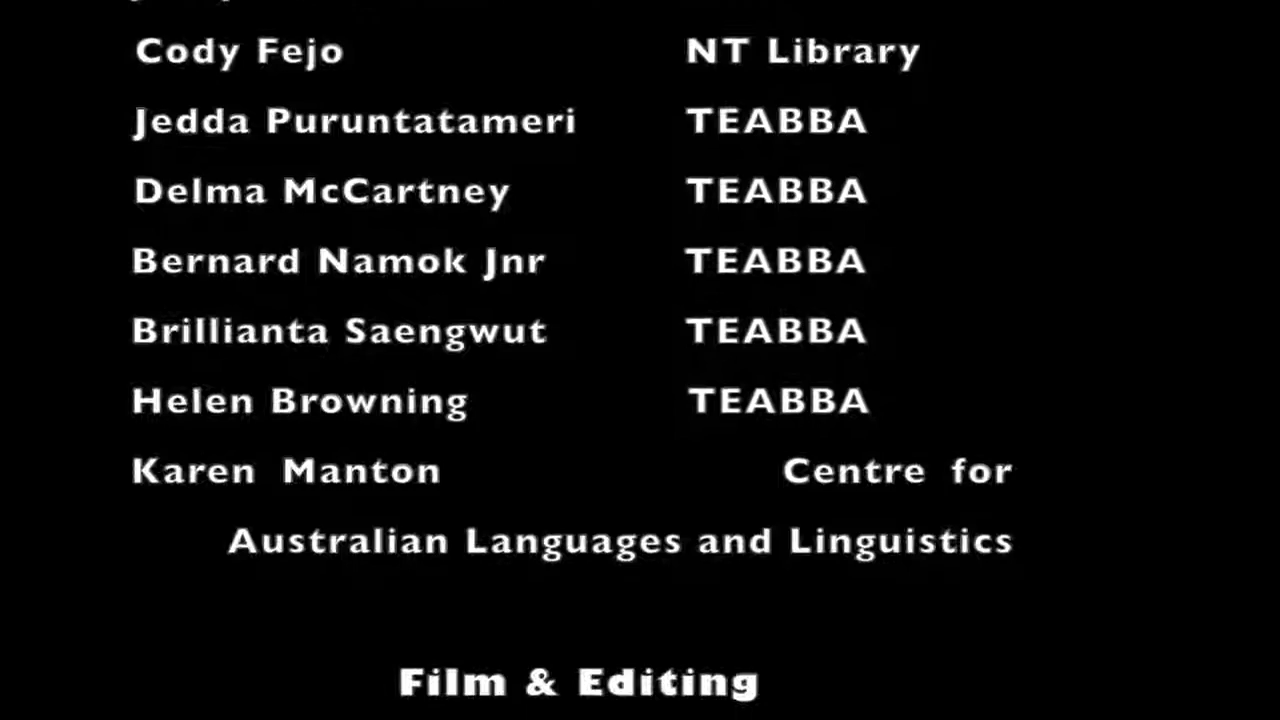 Cody Fejo NT Library
Jedda Puruntatameri TEABBA
Delma McCartney TEABBA
Bernard Namok Jnr TEABBA
Brillianta Saengwut TEABBA
Helen Browning TEABBA
Karen Manton Centre for
Australian Languages and Linguistics
Film & Editing